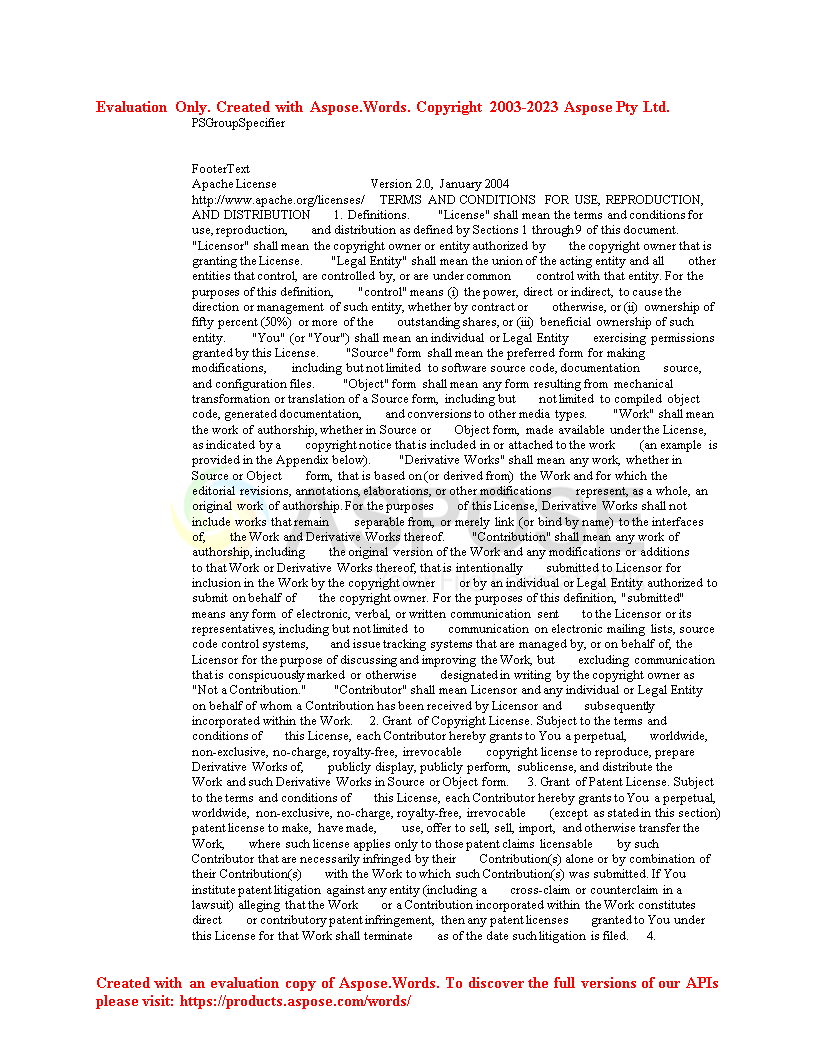 Evaluation Only. Created with Aspose.Words. Copyright 2003-2023 Aspose Pty Ltd.
PSGroupSpecifier
FooterText
Apache License Version 2.0, January 2004
http://www.apache.org/licenses/ TERMS AND CONDITIONS FOR USE, REPRODUCTION,
AND DISTRIBUTION 1. Definitions. "License" shall mean the terms and conditions for
use, reproduction, and distribution as defined by Sections 1 through 9 of this document.
"Licensor" shall mean the copyright owner or entity authorized by the copyright owner that is
granting the License. "Legal Entity" shall mean the union of the acting entity and all other
entities that control, are controlled by, or are under common control with that entity. For the
purposes of this definition, "control" means (i) the power, direct or indirect, to cause the
direction or management of such entity, whether by contract or otherwise, or (ii) ownership of
fifty percent (50%) or more of the outstanding shares, or (iii) beneficial ownership of such
entity. "You" (or "Your") shall mean an individual or Legal Entity exercising permissions
granted by this License. "Source" form shall mean the preferred form for making
modifications, including but not limited to software source code, documentation source,
and configuration files. "Object" form shall mean any form resulting from mechanical
transformation or translation of a Source form, including but not limited to compiled object
code, generated documentation, and conversions to other media types. "Work" shall mean
the work of authorship, whether in Source or Object form, made available under the License,
as indicated by a copyright notice that is included in or attached to the work (an example is
provided in the Appendix below). "Derivative Works" shall mean any work, whether in
Source or Object form, that is based on (or derived from) the Work and for which the
editorial revisions, annotations, elaborations, or other modifications represent, as a whole, an
original work of authorship. For the purposes of this License, Derivative Works shall not
include works that remain separable from, or merely link (or bind by name) to the interfaces
of, the Work and Derivative Works thereof. "Contribution" shall mean any work of
authorship, including the original version of the Work and any modifications or additions
to that Work or Derivative Works thereof, that is intentionally submitted to Licensor for
inclusion in the Work by the copyright owner or by an individual or Legal Entity authorized to
submit on behalf of the copyright owner. For the purposes of this definition, "submitted"
means any form of electronic, verbal, or written communication sent to the Licensor or its
representatives, including but not limited to communication on electronic mailing lists, source
code control systems, and issue tracking systems that are managed by, or on behalf of, the
Licensor for the purpose of discussing and improving the Work, but excluding communication
that is conspicuously marked or otherwise designated in writing by the copyright owner as
"Not a Contribution." "Contributor" shall mean Licensor and any individual or Legal Entity
on behalf of whom a Contribution has been received by Licensor and subsequently
incorporated within the Work. 2. Grant of Copyright License. Subject to the terms and
conditions of this License, each Contributor hereby grants to You a perpetual, worldwide,
non-exclusive, no-charge, royalty-free, irrevocable copyright license to reproduce, prepare
Derivative Works of, publicly display, publicly perform, sublicense, and distribute the
Work and such Derivative Works in Source or Object form. 3. Grant of Patent License. Subject
to the terms and conditions of this License, each Contributor hereby grants to You a perpetual,
worldwide, non-exclusive, no-charge, royalty-free, irrevocable (except as stated in this section)
patent license to make, have made, use, offer to sell, sell, import, and otherwise transfer the
Work, where such license applies only to those patent claims licensable by such
Contributor that are necessarily infringed by their Contribution(s) alone or by combination of
their Contribution(s) with the Work to which such Contribution(s) was submitted. If You
institute patent litigation against any entity (including a cross-claim or counterclaim in a
lawsuit) alleging that the Work or a Contribution incorporated within the Work constitutes
direct or contributory patent infringement, then any patent licenses granted to You under
this License for that Work shall terminate as of the date such litigation is filed. 4.
Created with an evaluation copy of Aspose.Words. To discover the full versions of our APIs
please visit: https://products.aspose.com/words/